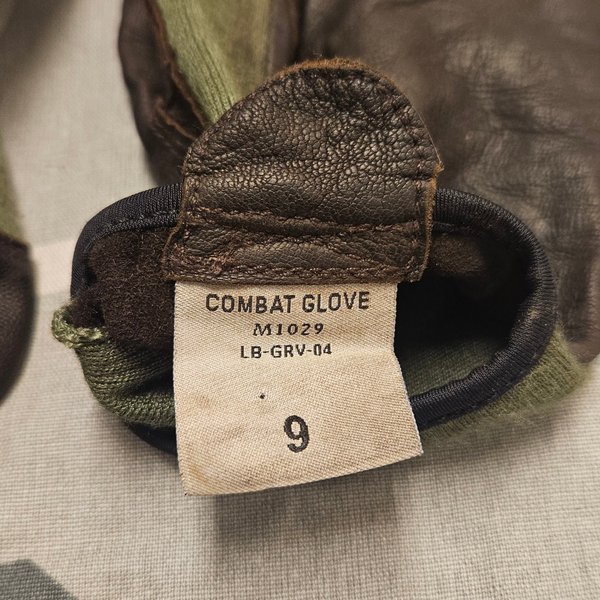 COMBAT GLOVE
M1029
LB-GRV-04
9